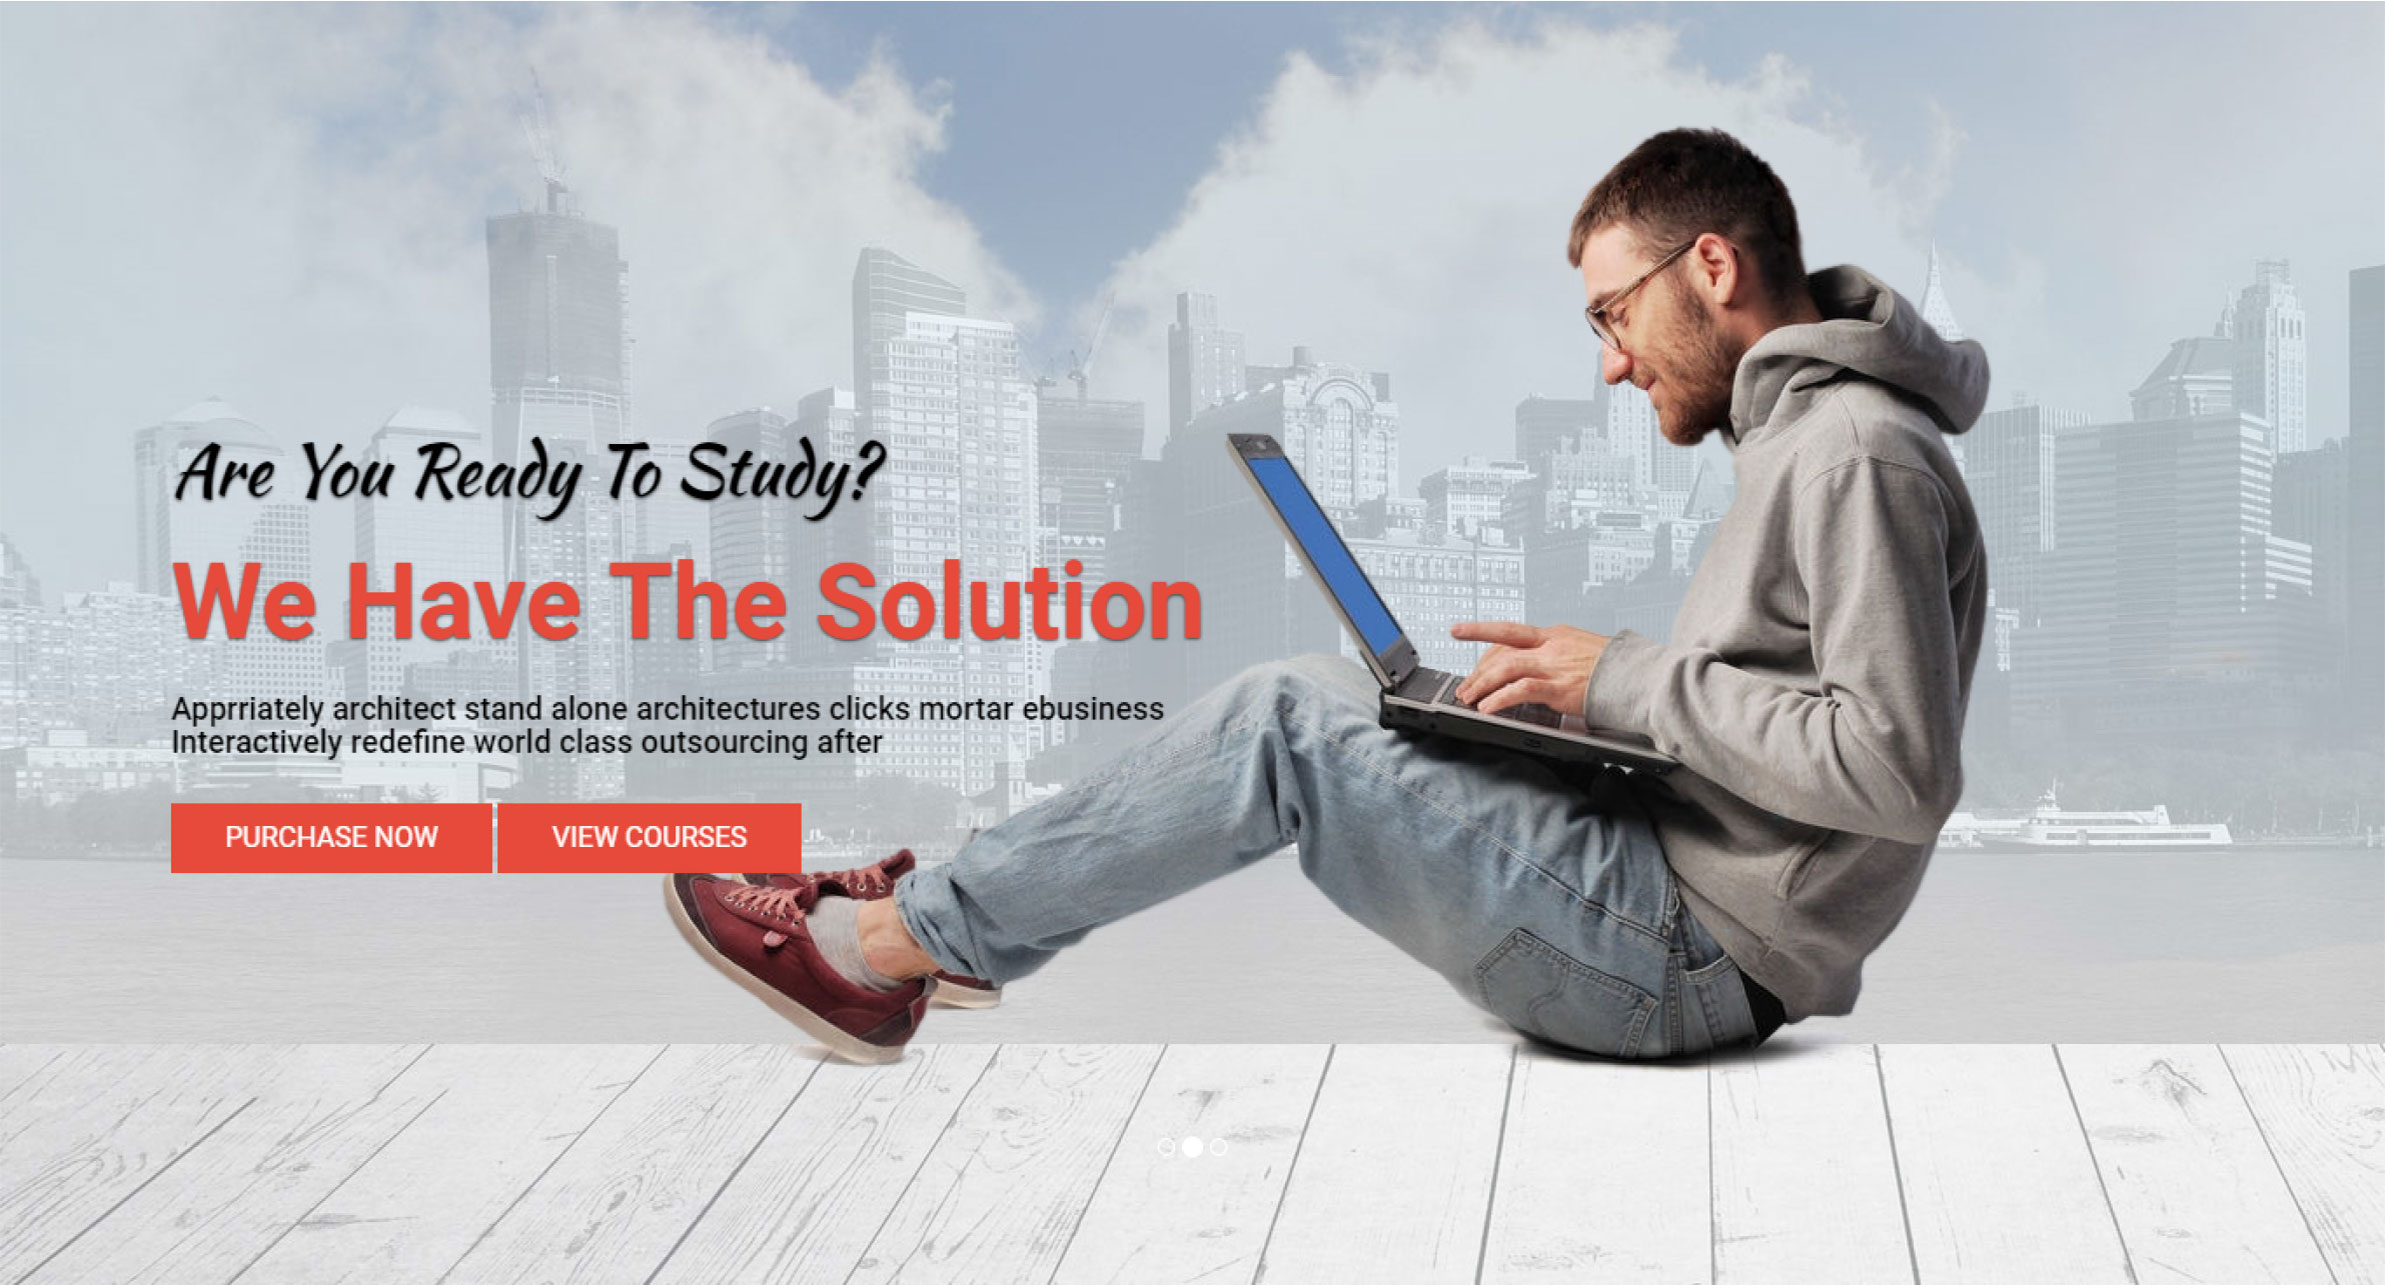 Are You Ready To Study?
We Have The Solution
Apprriately architect stand alone architectures clicks mortar ebusiness
Interactively redefine world class outsourcing after
PURCHASE NOW
VIEW COURSES